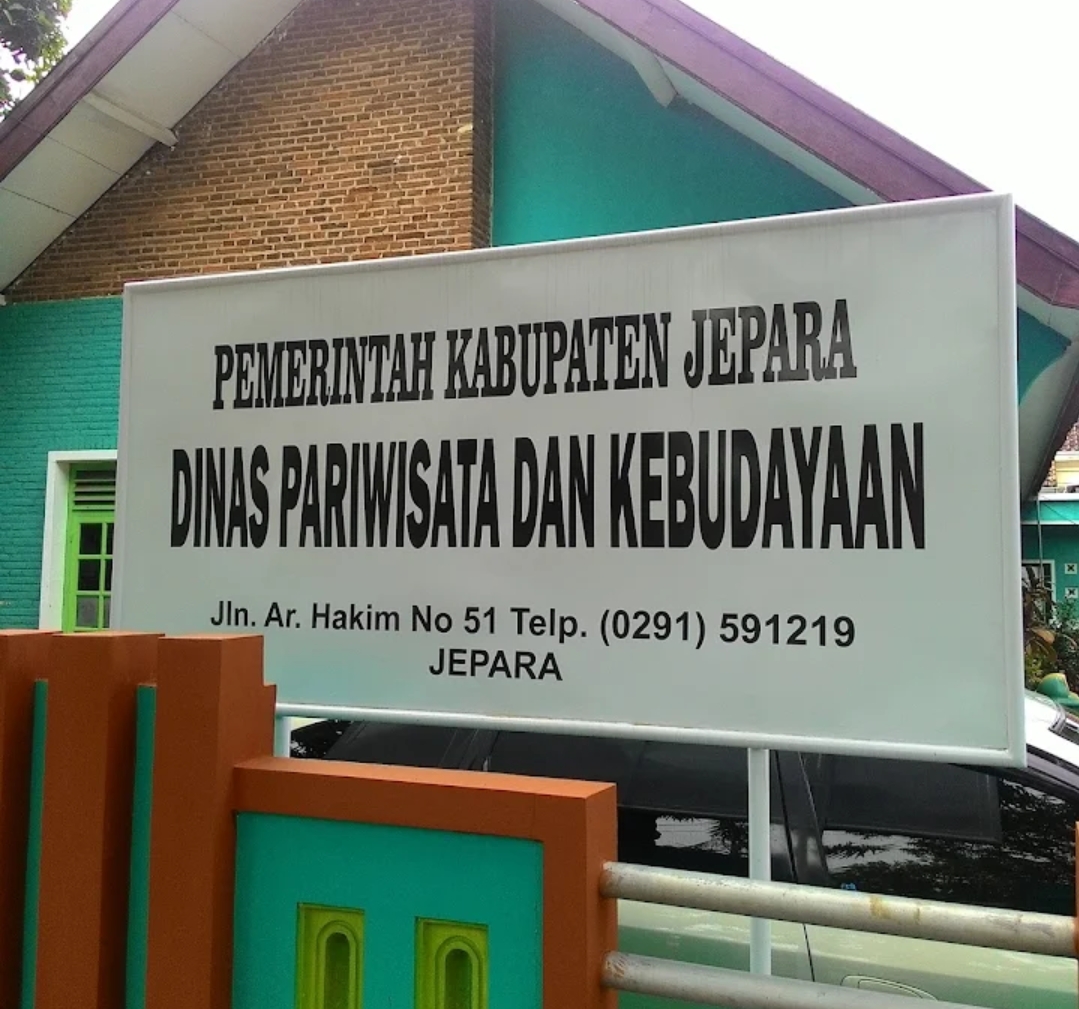 PEMERINTAH KABUPATEN JEPARA
DINAS PARIWISATA DAN KEBUDAYAAN
Jln. Ar. Hakim No 51 Telp. (0291) 591219
JEPARA